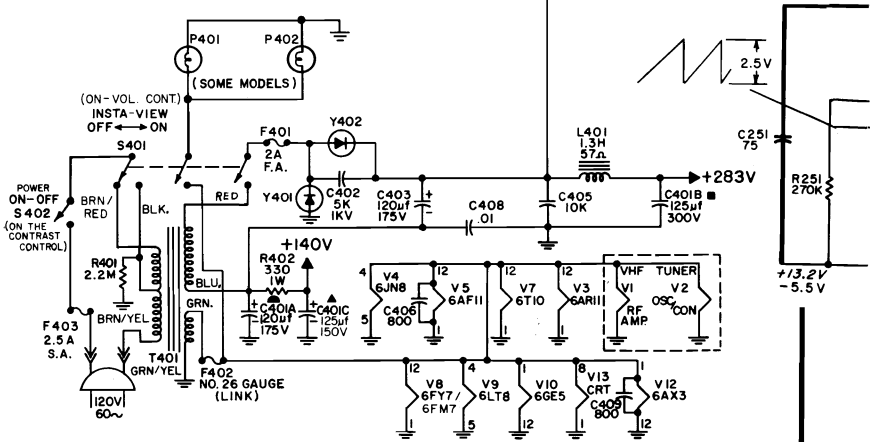 P401
P402
(SOME MODELS)
(ON-VOL. CONT.)
INSTA-VIEW
OFF ↔ ON
S401
F401
2A
F.A.
Y402
Y401
C402
5K
1KV
C403
120µf
175V
+
-
L401
1.3H
57Ω
+283V
C405
10K
C401B ■
125µf
300V
+
-
C408
.01
2.5V
C251
75
R251
270K
+13.2V
-5.5V
POWER
ON-OFF
S402
(ON THE
CONTRAST
CONTROL)
BRN/
RED
BLK.
RED
R401
2.2M
BLU.
GRN.
BRN/YEL
GRN/YEL
T401
F403
2.5A
S.A.
120V
60~
F402
NO. 26 GAUGE
(LINK)
+140V
R402
330
1W
+
C401A
120µf
175V
+
C401C
125µf
150V
4
V4
6JN8
5
C406
800
12
V5
6AF11
1
12
V7
6T10
1
12
V3
6AR11
1
VHF TUNER
V1
RF
AMP.
V2
OSC/
CON
12
V8
6FY7/
6FM7
1
4
V9
6LT8
5
1
V10
6GE5
12
8
V13
CRT
1
C409
800
1
V12
6AX3
12